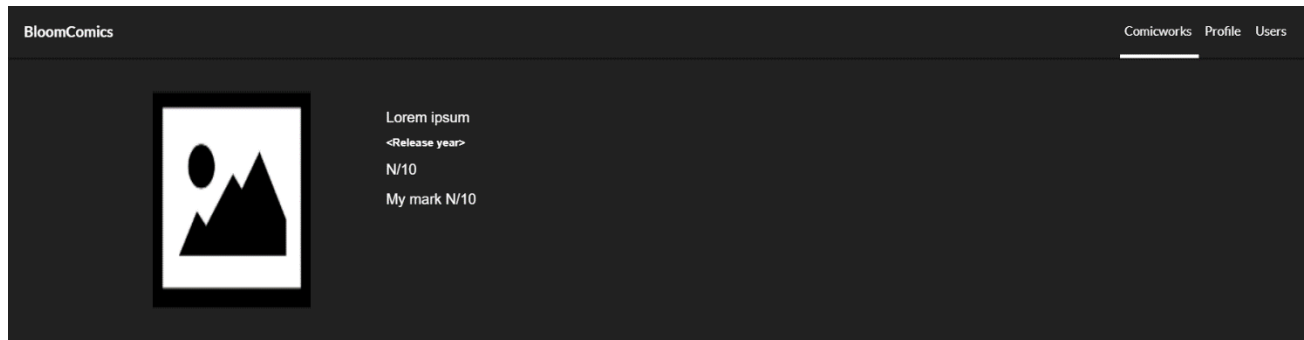 BloomComics
Comicworks Profile Users
Lorem ipsum
<Release year>
N/10
My mark N/10